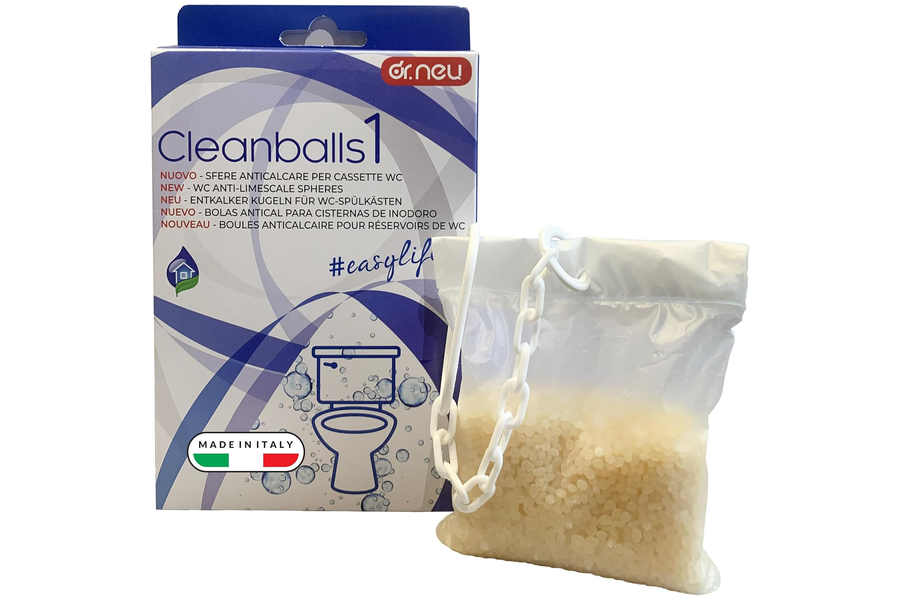 dr.neu
Cleanballs1
NUOVO - SFERE ANTICALCARE PER CASSETTE WC
NEW - WC ANTI-LIMESCALE SPHERES
NEU - ENTKALKER KUGELN FÜR WC-SPÜLKÄSTEN
NUEVO - BOLAS ANTICAL PARA CISTERNAS DE INODORO
NOUVEAU - BOULES ANTICALCAIRE POUR RÉSERVOIRS DE WC
#easylif
MADE IN ITALY